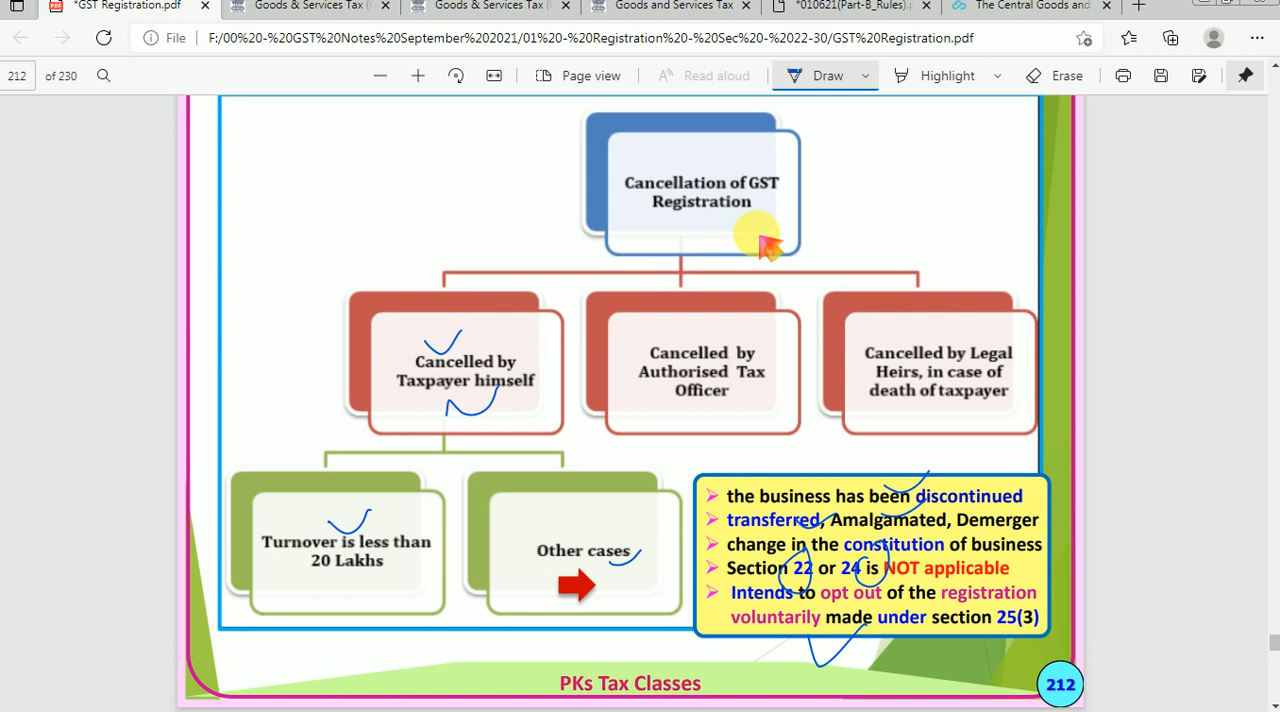 *GST Registration.pdf
Goods & Services Tax (
Goods & Services Tax (
Goods and Services Tax
*010621(Part-B_Rules).p
The Central Goods and
File
F:/00%20-%20GST%20Notes%20September%202021/01%20-%20Registration%20-%20Sec%20-%2022-30/GST%20Registration.pdf
212 of 230
Page view
Read aloud
Draw
Highlight
Erase
Cancellation of GST
Registration
Cancelled by
Taxpayer himself
Cancelled by
Authorised Tax
Officer
Cancelled by Legal
Heirs, in case of
death of taxpayer
Turnover is less than
20 Lakhs
Other cases
the business has been discontinued
transferred, Amalgamated, Demerger
change in the constitution of business
Section 22 or 24 is NOT applicable
Intends to opt out of the registration
voluntarily made under section 25(3)
PKs Tax Classes
212